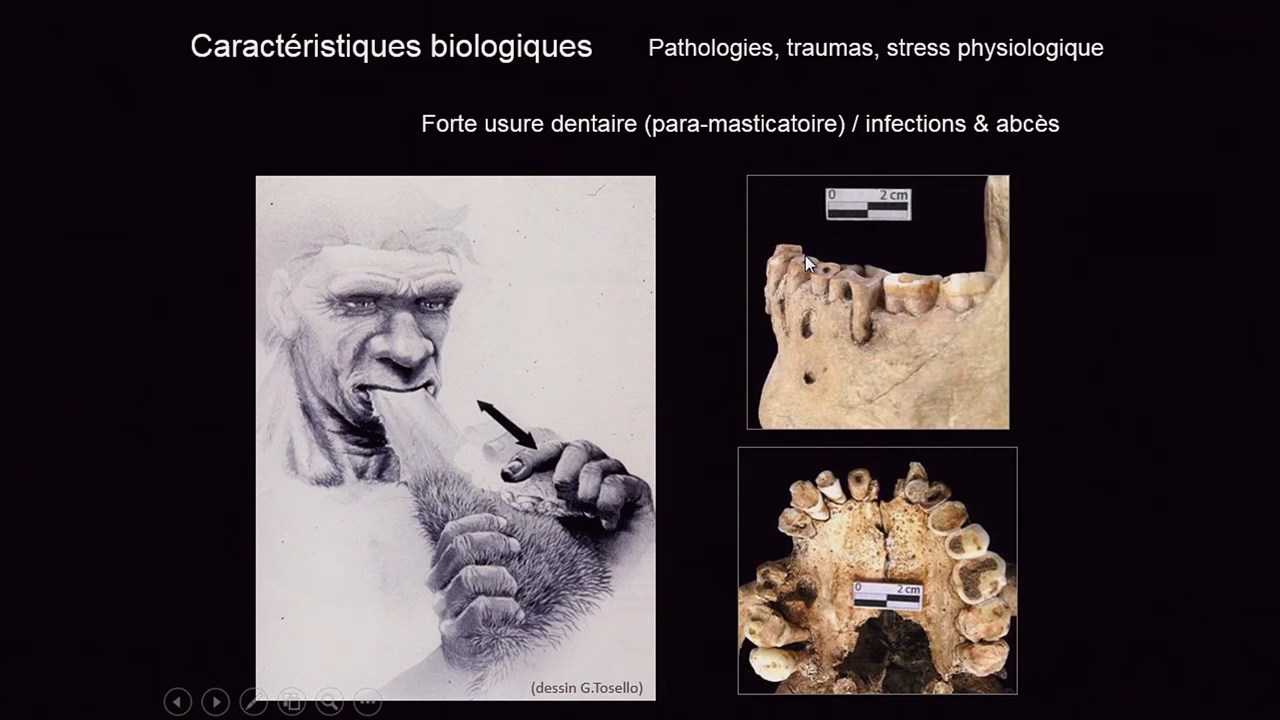 Caractéristiques biologiques
Pathologies, traumas, stress physiologique
Forte usure dentaire (para-masticatoire) / infections & abcès
0 2 cm
0 2 cm
(dessin G.Tosello)